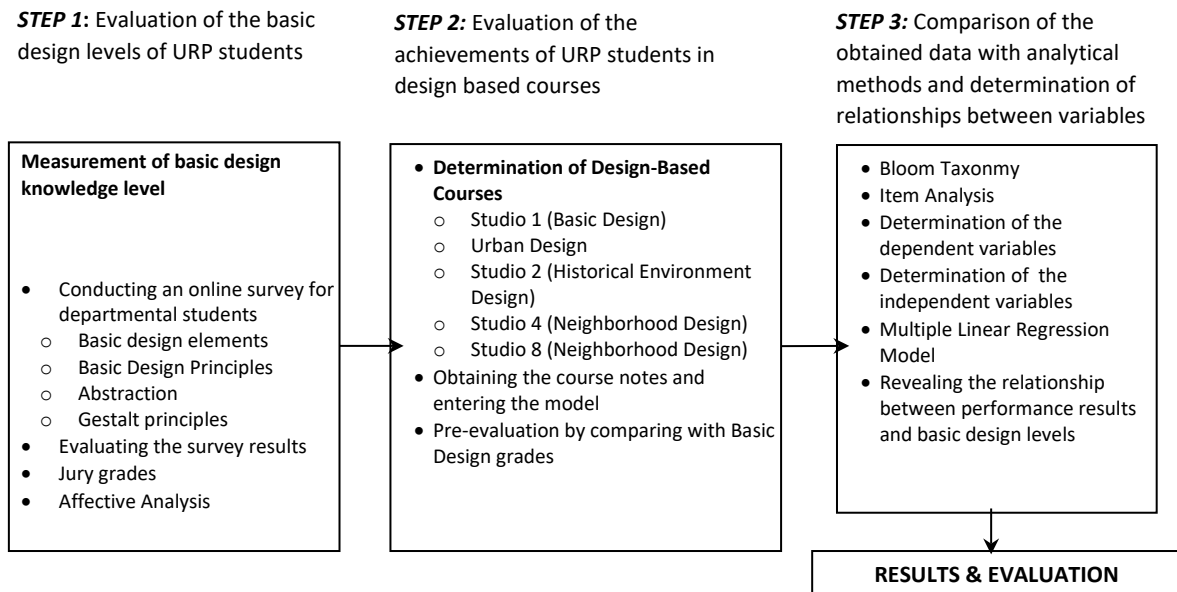 STEP 1: Evaluation of the basic
design levels of URP students
STEP 2: Evaluation of the
achievements of URP students in
design based courses
STEP 3: Comparison of the
obtained data with analytical
methods and determination of
relationships between variables
Measurement of basic design
knowledge level
• Conducting an online survey for
departmental students
o Basic design elements
o Basic Design Principles
o Abstraction
o Gestalt principles
• Evaluating the survey results
• Jury grades
• Affective Analysis
• Determination of Design-Based
Courses
o Studio 1 (Basic Design)
o Urban Design
o Studio 2 (Historical Environment
Design)
o Studio 4 (Neighborhood Design)
o Studio 8 (Neighborhood Design)
• Obtaining the course notes and
entering the model
• Pre-evaluation by comparing with Basic
Design grades
• Bloom Taxonmy
• Item Analysis
• Determination of the
dependent variables
• Determination of the
independent variables
• Multiple Linear Regression
Model
• Revealing the relationship
between performance results
and basic design levels
RESULTS & EVALUATION